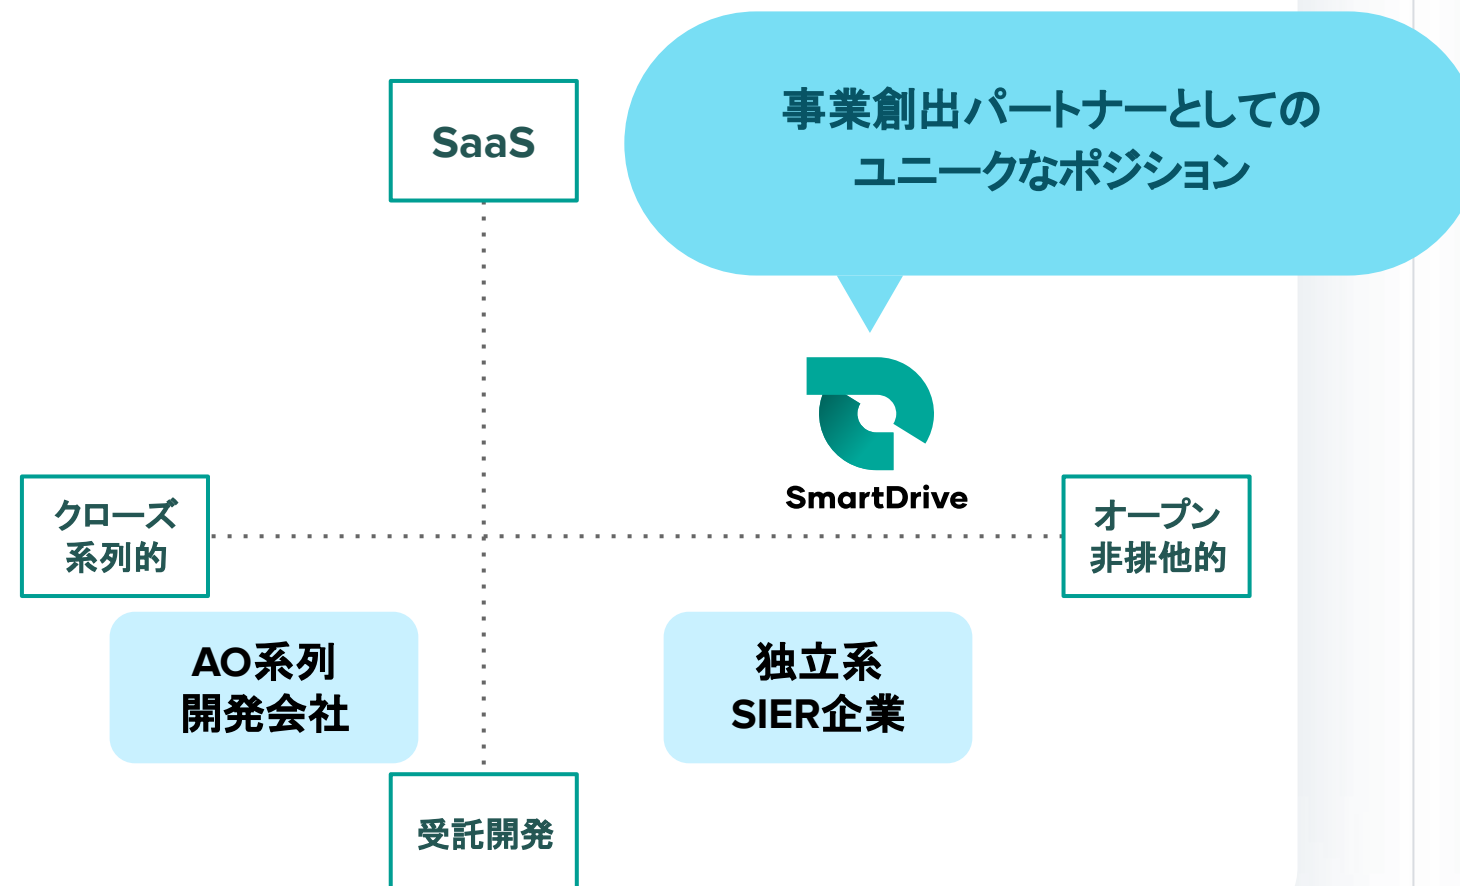 事業創出パートナーとしての
ユニークなポジション
SaaS
SmartDrive
クローズ
系列的
オープン
非排他的
AO系列
開発会社
独立系
SIER企業
受託開発